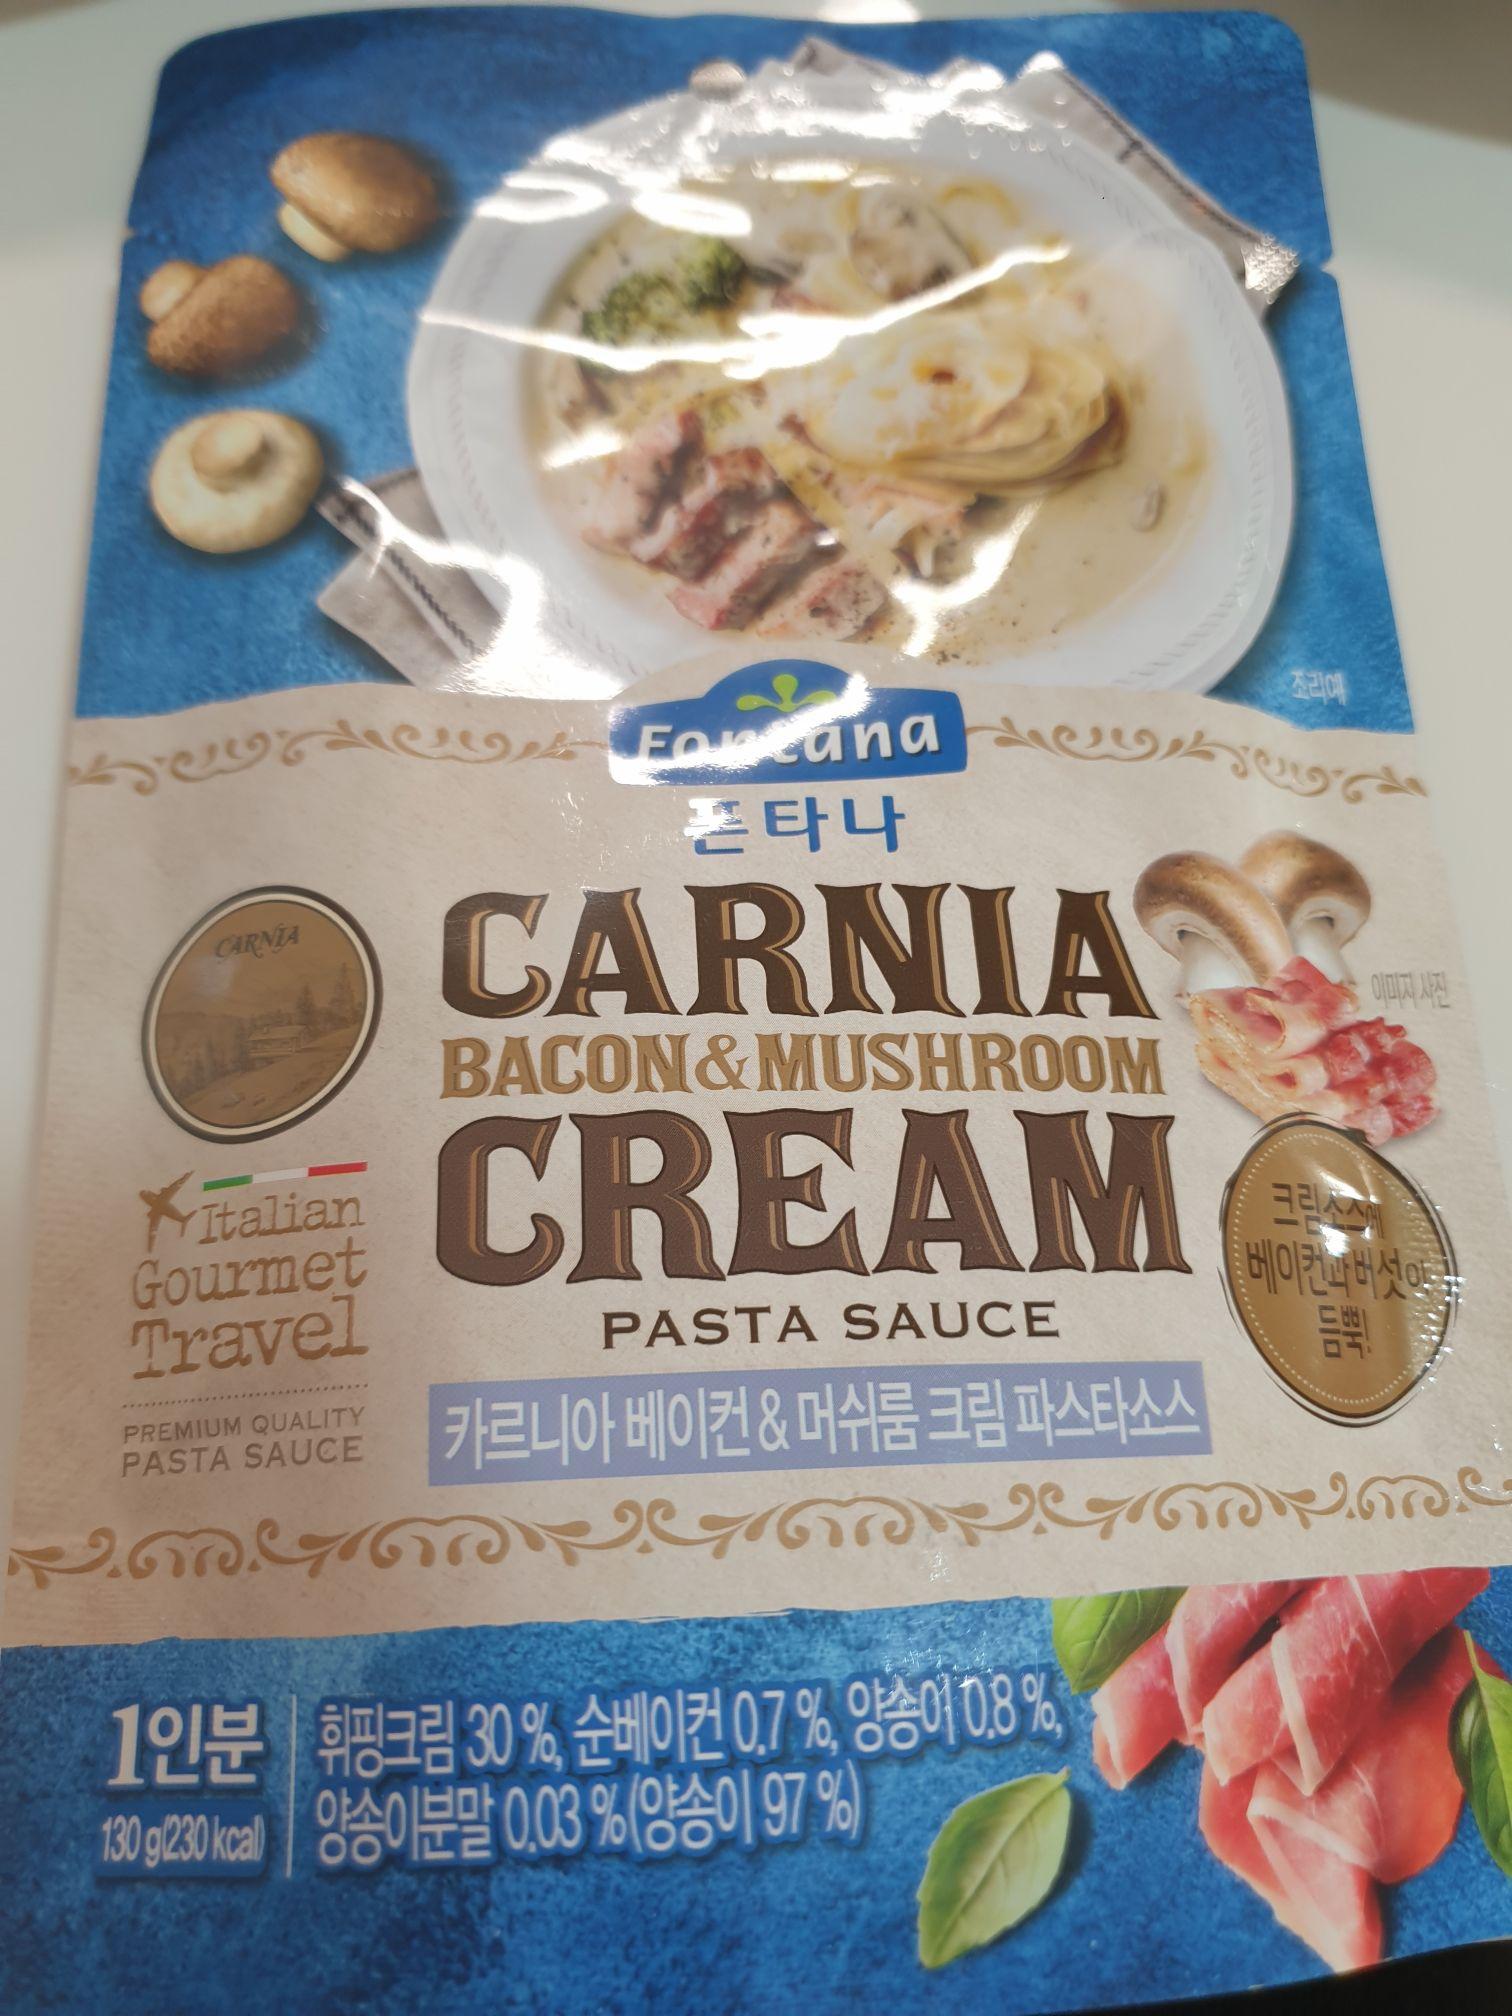 조리예
Fontana
폰타나
CARNIA
CARNIA
이미지 사진
BACON & MUSHROOM
CREAM
PASTA SAUCE
카르니아 베이컨 & 머쉬룸 크림 파스타소스
Italian
Gourmet
Travel
PREMIUM QUALITY
PASTA SAUCE
크림소스에
베이컨과 버섯이
듬뿍!
1인분
130 g(230 kcal)
휘핑크림 30 %, 순베이컨 0.7 %, 양송이 0.8 %,
양송이분말 0.03 %(양송이 97 %)